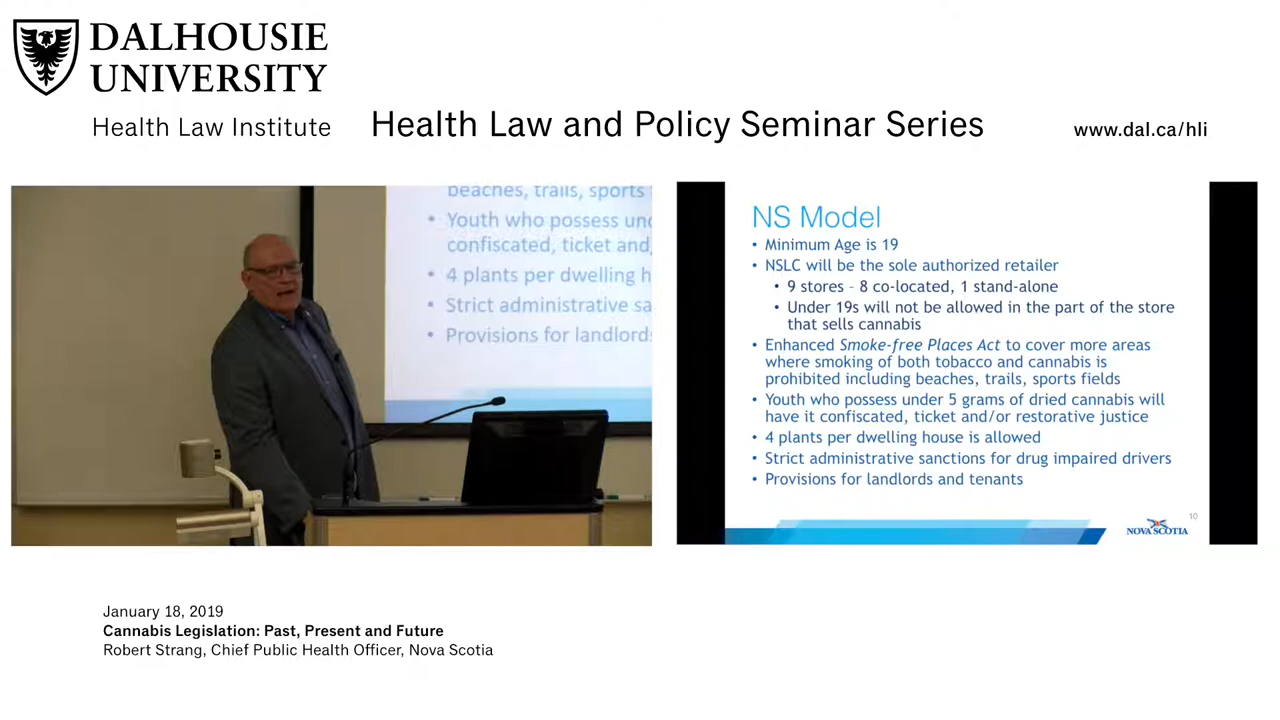 DALHOUSIE
UNIVERSITY
Health Law Institute
Health Law and Policy Seminar Series
www.dal.ca/hli
beaches, trails, sports
• Youth who possess und
confiscated, ticket and/
• 4 plants per dwelling h
• Strict administrative sa
• Provisions for landlords
NS Model
• Minimum Age is 19
• NSLC will be the sole authorized retailer
• 9 stores – 8 co-located, 1 stand-alone
• Under 19s will not be allowed in the part of the store
that sells cannabis
• Enhanced Smoke-free Places Act to cover more areas
where smoking of both tobacco and cannabis is
prohibited including beaches, trails, sports fields
• Youth who possess under 5 grams of dried cannabis will
have it confiscated, ticket and/or restorative justice
• 4 plants per dwelling house is allowed
• Strict administrative sanctions for drug impaired drivers
• Provisions for landlords and tenants
10
NOVA SCOTIA
January 18, 2019
Cannabis Legislation: Past, Present and Future
Robert Strang, Chief Public Health Officer, Nova Scotia